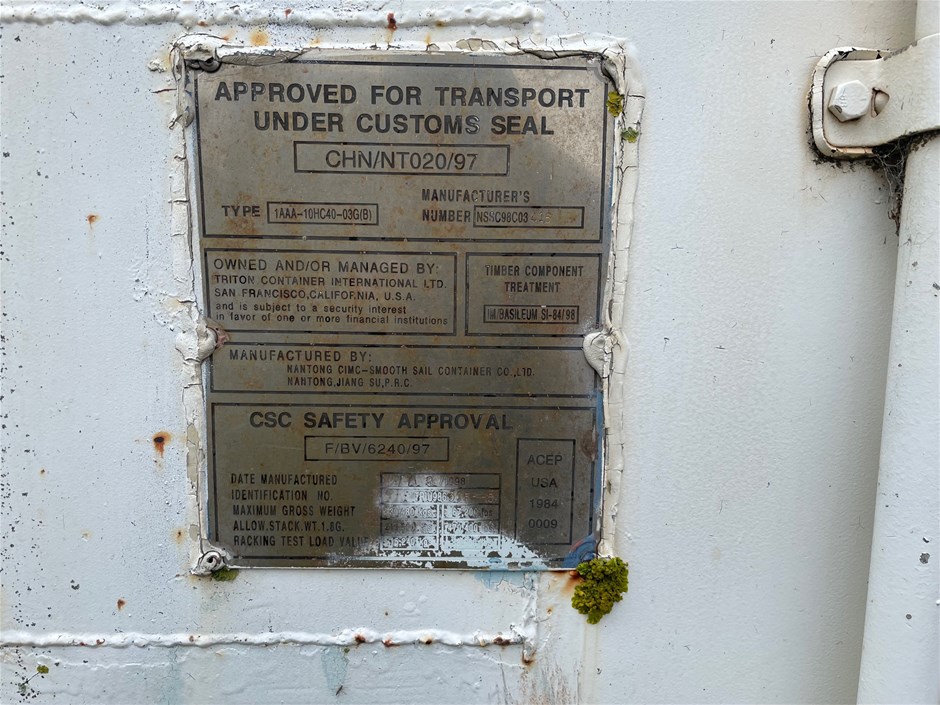 APPROVED FOR TRANSPORT
UNDER CUSTOMS SEAL
CHN/NT020/97
TYPE 1AAA-10HC40-03G(B)
MANUFACTURER'S
NUMBER NSSC98C03
OWNED AND/OR MANAGED BY:
TRITON CONTAINER INTERNATIONAL LTD.
SAN FRANCISCO,CALIFORNIA, U.S.A.
and is subject to a security interest
in favor of one or more financial institutions
TIMBER COMPONENT
TREATMENT
IM/BASILEUM SI-84/98
MANUFACTURED BY:
NANTONG CIMC-SMOOTH SAIL CONTAINER CO.,LTD.
NANTONG,JIANG SU,P.R.C.
CSC SAFETY APPROVAL
F/BV/6240/97
DATE MANUFACTURED
IDENTIFICATION NO.
MAXIMUM GROSS WEIGHT
ALLOW.STACK.WT.1.8G.
RACKING TEST LOAD VALUE
ACEP
USA
1984
0009